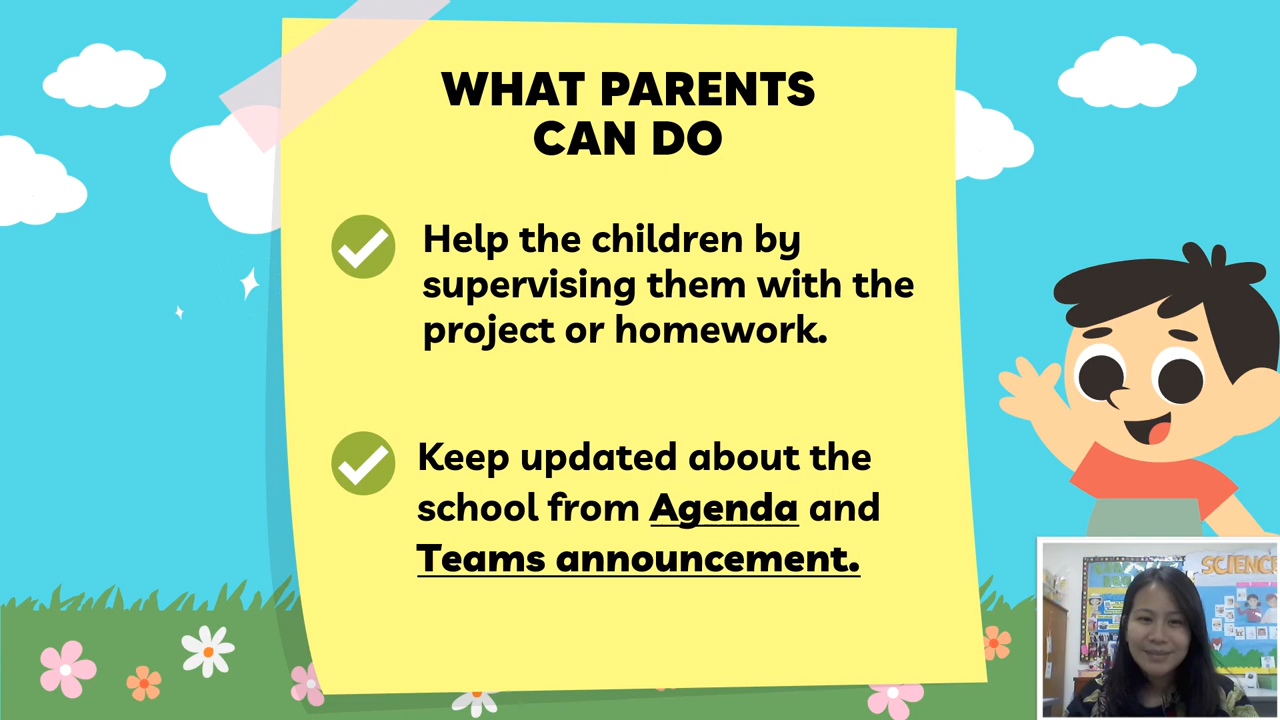 WHAT PARENTS
CAN DO
Help the children by
supervising them with the
project or homework.
Keep updated about the
school from Agenda and
Teams announcement.
SCIENCE